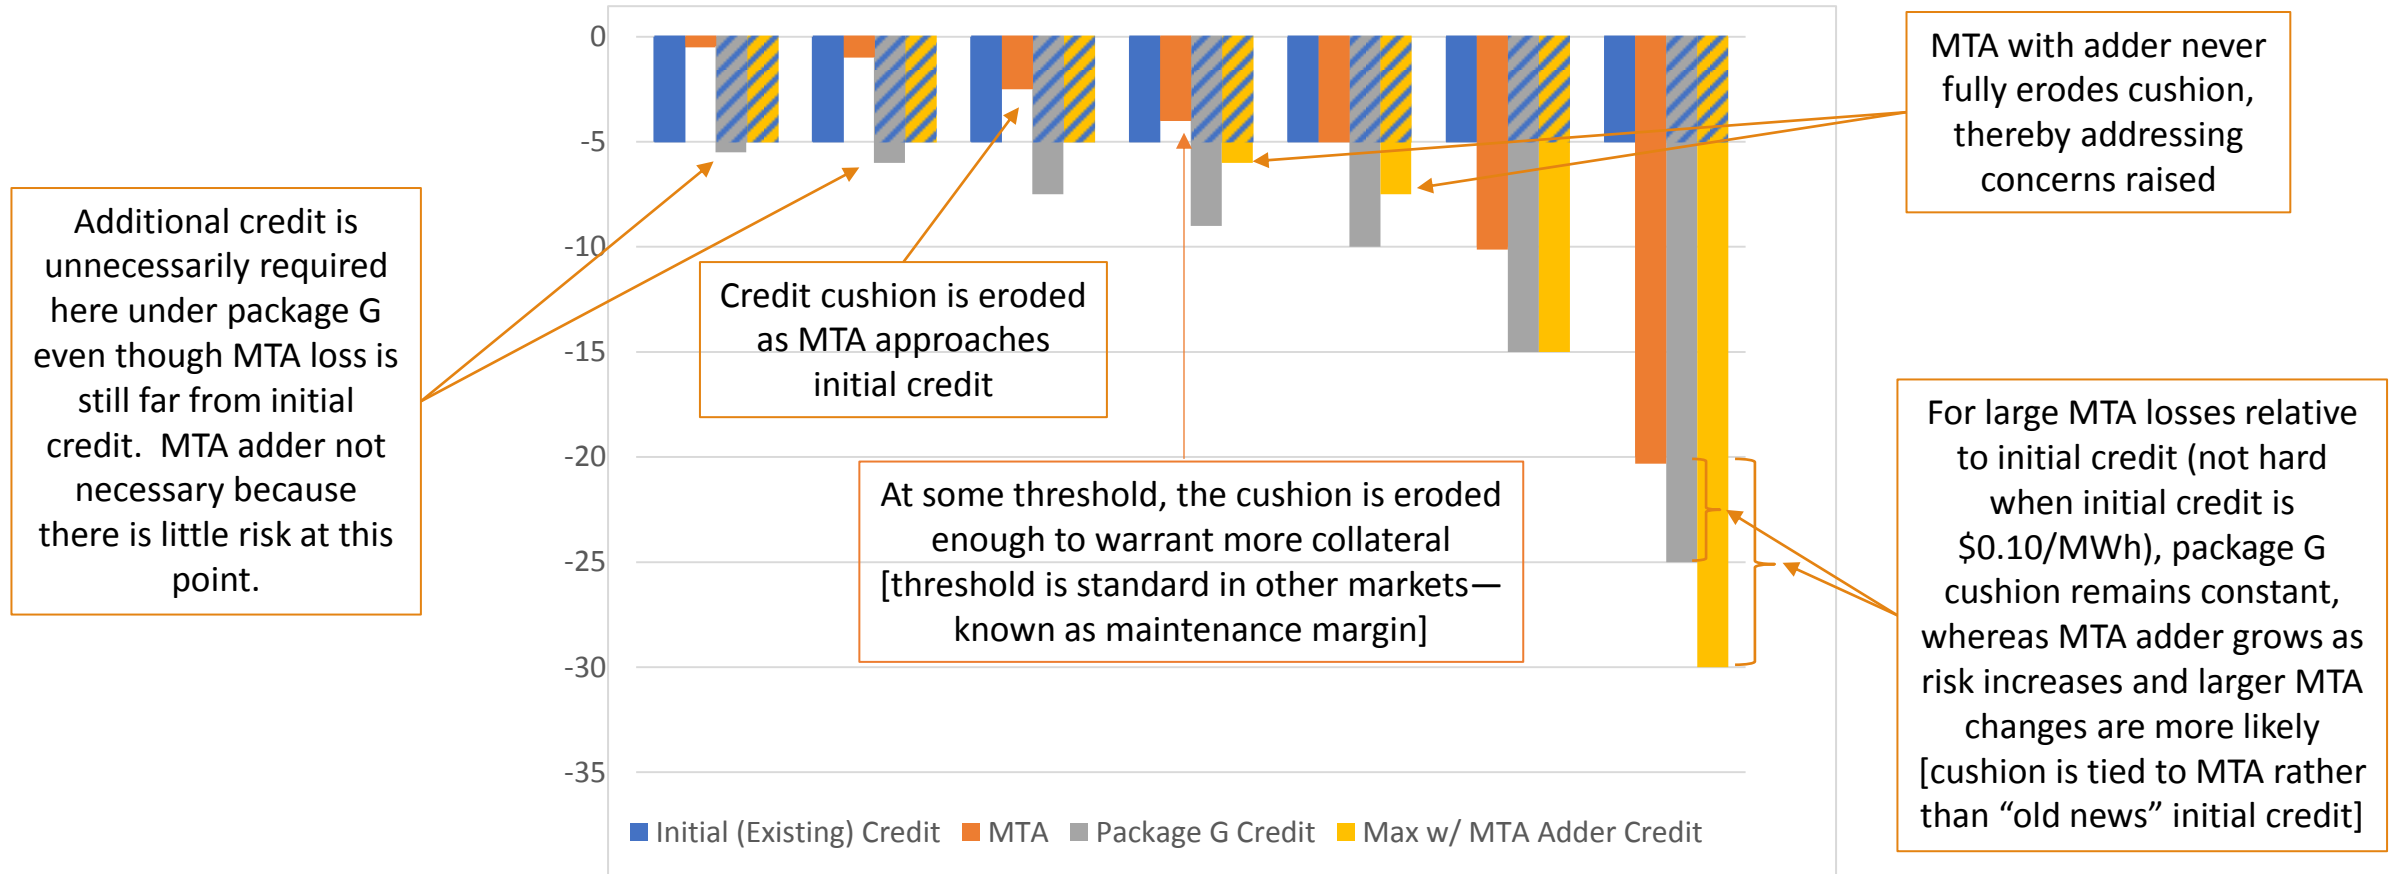 0
-5
-10
-15
-20
-25
-30
-35
Additional credit is
unnecessarily required
here under package G
even though MTA loss is
still far from initial
credit.  MTA adder not
necessary because
there is little risk at this
point.
Credit cushion is eroded
as MTA approaches
initial credit
At some threshold, the cushion is eroded
enough to warrant more collateral
[threshold is standard in other markets—
known as maintenance margin]
MTA with adder never
fully erodes cushion,
thereby addressing
concerns raised
For large MTA losses relative
to initial credit (not hard
when initial credit is
$0.10/MWh), package G
cushion remains constant,
whereas MTA adder grows as
risk increases and larger MTA
changes are more likely
[cushion is tied to MTA rather
than “old news” initial credit]
Initial (Existing) Credit
MTA
Package G Credit
Max w/ MTA Adder Credit